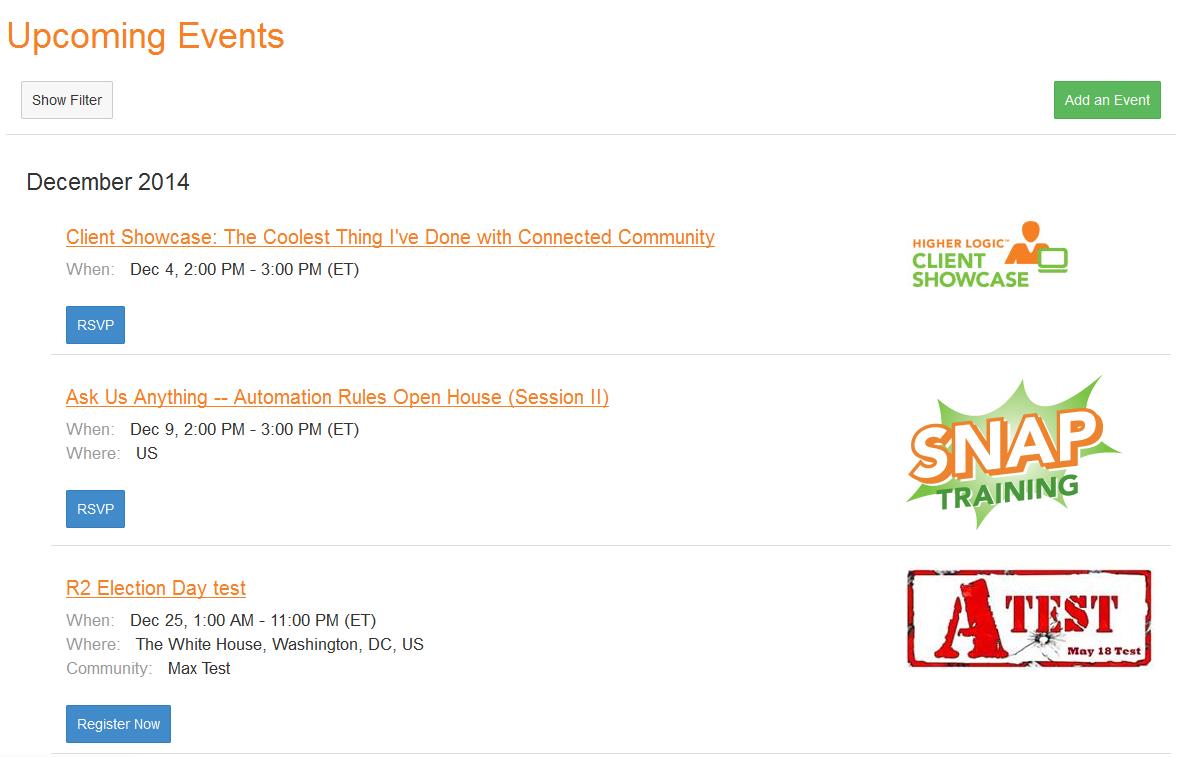 Upcoming Events
Show Filter
Add an Event
December 2014
Client Showcase: The Coolest Thing I've Done with Connected Community
When: Dec 4, 2:00 PM - 3:00 PM (ET)
RSVP
HIGHER LOGIC™
CLIENT
SHOWCASE
Ask Us Anything -- Automation Rules Open House (Session II)
When: Dec 9, 2:00 PM - 3:00 PM (ET)
Where: US
RSVP
SNAP
TRAINING
R2 Election Day test
When: Dec 25, 1:00 AM - 11:00 PM (ET)
Where: The White House, Washington, DC, US
Community: Max Test
Register Now
A TEST
May 18 Test